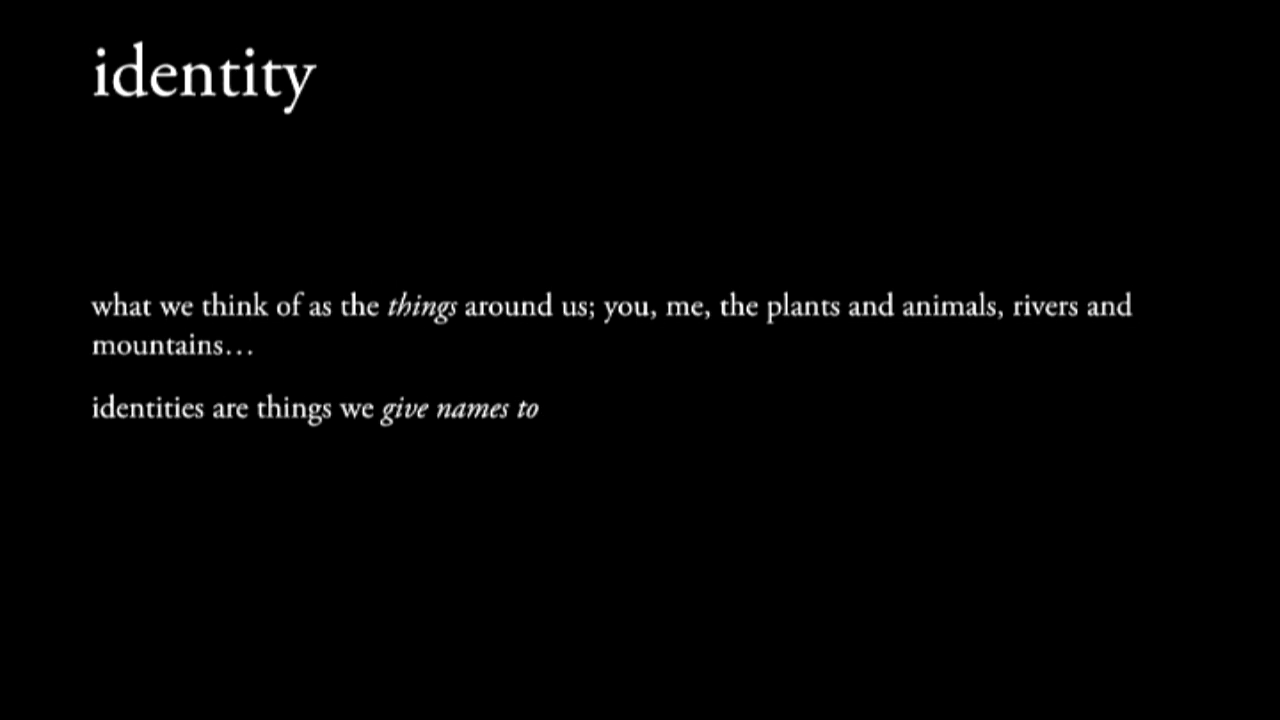 identity
what we think of as the things around us; you, me, the plants and animals, rivers and
mountains…
identities are things we give names to